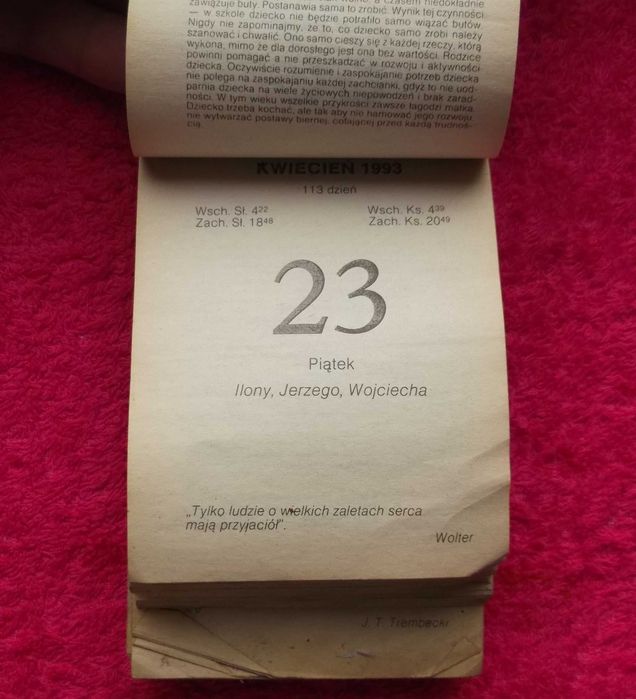 zawiązuje buty. Postanawia sama to zrobić. Wynik tej czynności
— w szkole dziecko nie będzie potrafiło samo wiązać butów.
Nigdy nie zapominajmy, że to, co dziecko samo zrobi należy
szanować i chwalić. Ono samo cieszy się z każdej rzeczy, którą
wykona, mimo że dla dorosłego jest ona bez wartości. Rodzice
powinni pomagać a nie przeszkadzać w rozwoju i aktywności
dziecka. Oczywiście rozumienie i zaspokajanie potrzeb dziecka
nie polega na zaspokajaniu każdej zachcianki, gdyż to nie uod-
parnia dziecka na wiele życiowych niepowodzeń i brak zarad-
ności. W tym wieku wszelkie przykrości zawsze łagodzi matka.
Dziecko trzeba kochać, ale tak aby nie hamować jego rozwoju,
nie wytwarzać postawy biernej, cofającej przed każdą trudnoś-
cią.
KWIECIEŃ 1993
113 dzień
Wsch. Sł. 4²² Wsch. Ks. 4³⁹
Zach. Sł. 18⁴⁸ Zach. Ks. 20⁴⁹
23
Piątek
Ilony, Jerzego, Wojciecha
„Tylko ludzie o wielkich zaletach serca
mają przyjaciół".
Wolter
J. T. Trembecki